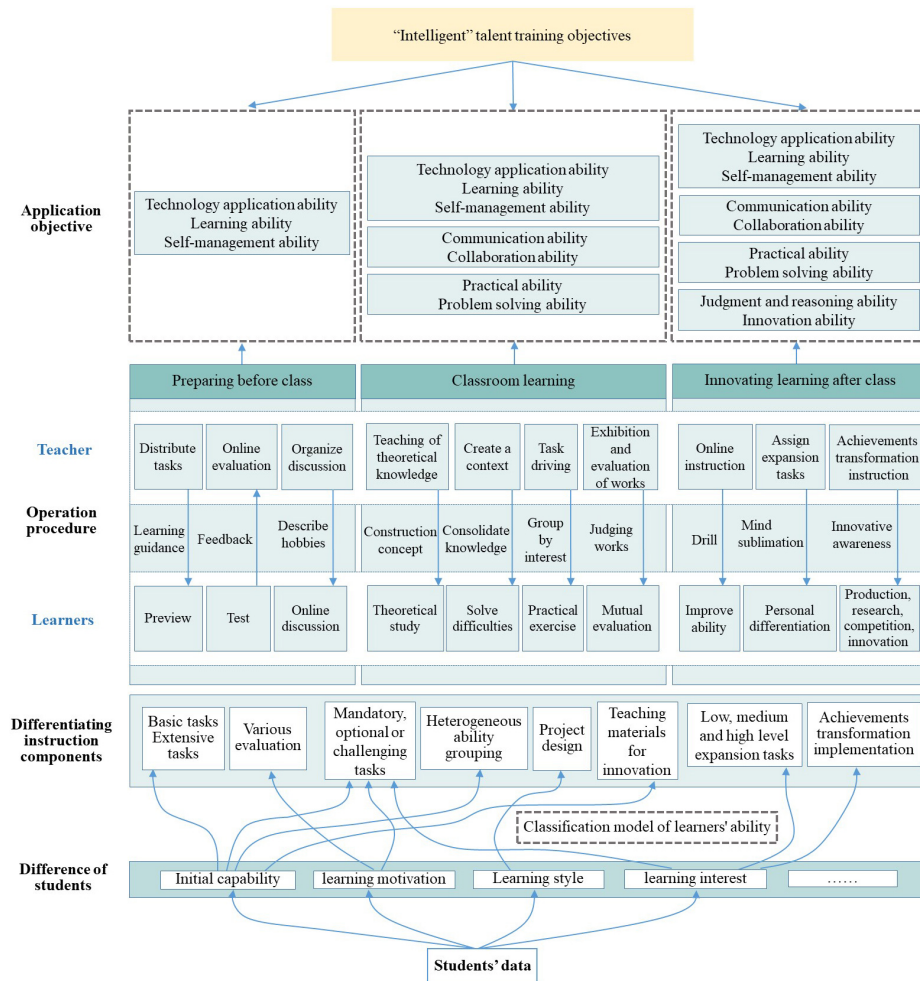 “Intelligent” talent training objectives
Application
objective
Technology application ability
Learning ability
Self-management ability
Technology application ability
Learning ability
Self-management ability
Communication ability
Collaboration ability
Practical ability
Problem solving ability
Technology application ability
Learning ability
Self-management ability
Communication ability
Collaboration ability
Practical ability
Problem solving ability
Judgment and reasoning ability
Innovation ability
Preparing before class
Classroom learning
Innovating learning after class
Teacher
Distribute
tasks
Online
evaluation
Organize
discussion
Teaching of
theoretical
knowledge
Create a
context
Task
driving
Exhibition
and
evaluation
of works
Online
instruction
Assign
expansion
tasks
Achievements
transformation
instruction
Operation
procedure
Learning
guidance
Feedback
Describe
hobbies
Construction
concept
Consolidate
knowledge
Group
by
interest
Judging
works
Drill
Mind
sublimation
Innovative
awareness
Learners
Preview
Test
Online
discussion
Theoretical
study
Solve
difficulties
Practical
exercise
Mutual
evaluation
Improve
ability
Personal
differentiation
Production,
research,
competition,
innovation
Differentiating
instruction
components
Basic tasks
Extensive tasks
Various
evaluation
Mandatory,
optional or
challenging
tasks
Heterogeneous
ability
grouping
Project
design
Teaching
materials
for
innovation
Low, medium
and high level
expansion tasks
Achievements
transformation
implementation
Classification model of learners' ability
Difference of
students
Initial capability
learning motivation
Learning style
learning interest
……
Students’ data